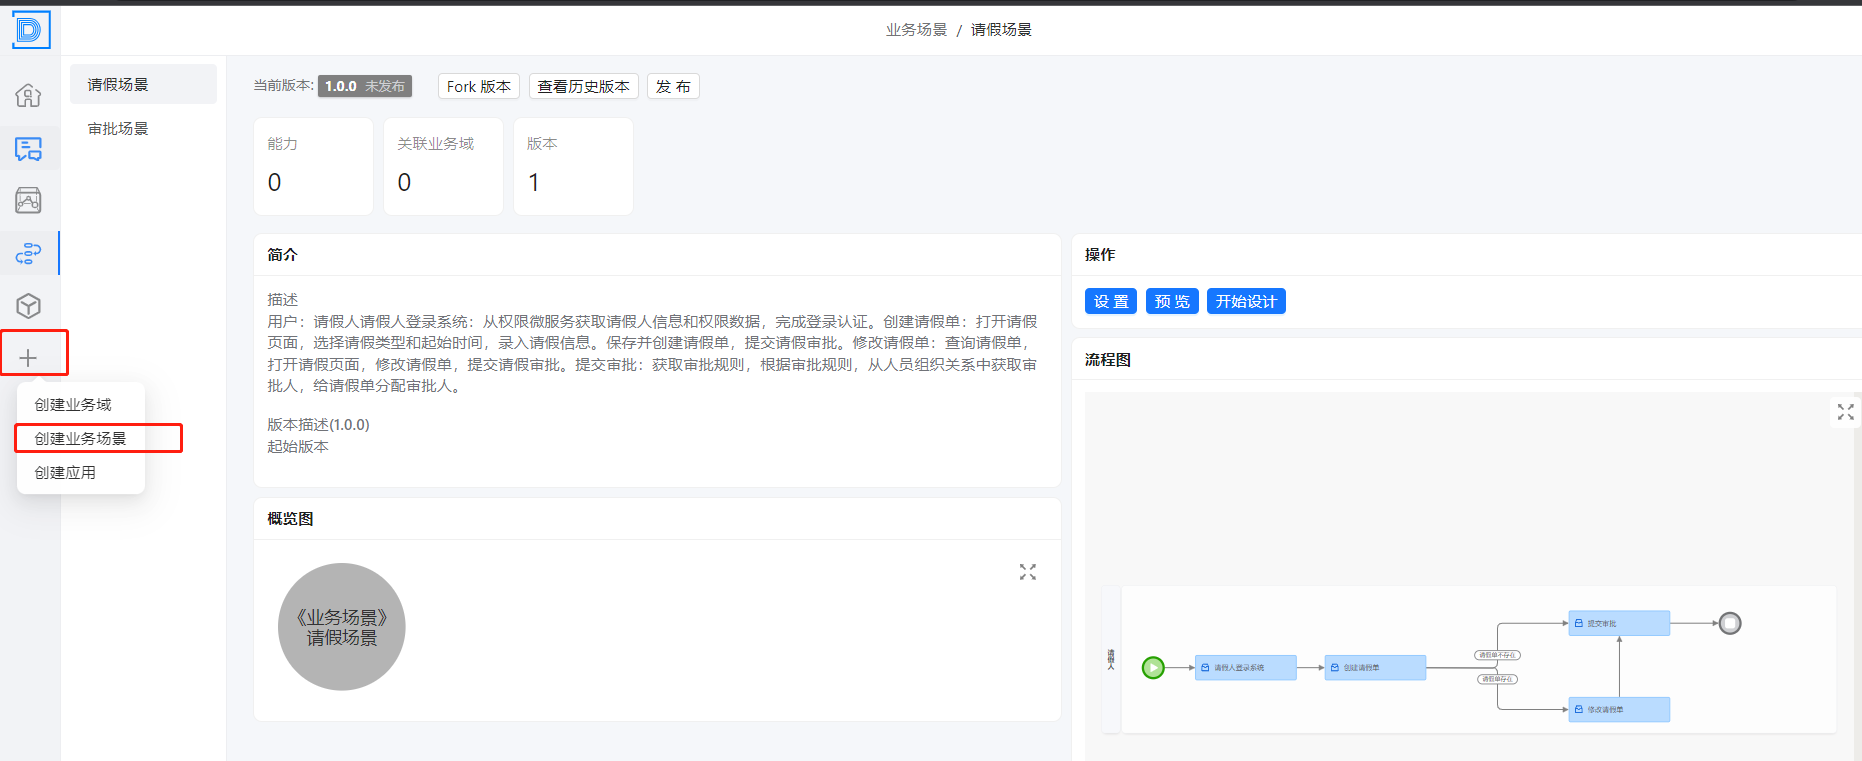 业务场景 / 请假场景
请假场景
审批场景
创建业务域
创建业务场景
创建应用
当前版本: 1.0.0 未发布
Fork 版本
查看历史版本
发 布
能力
0
关联业务域
0
版本
1
简介
描述
用户：请假人请假人登录系统：从权限微服务获取请假人信息和权限数据，完成登录认证。创建请假单：打开请假
页面，选择请假类型和起始时间，录入请假信息。保存并创建请假单，提交请假审批。修改请假单：查询请假单，
打开请假页面，修改请假单，提交请假审批。提交审批：获取审批规则，根据审批规则，从人员组织关系中获取审
批人，给请假单分配审批人。
版本描述(1.0.0)
起始版本
概览图
《业务场景》
请假场景
操作
设 置
预 览
开始设计
流程图
请假人
请假人登录系统
创建请假单
请假单不存在
请假单存在
提交审批
修改请假单